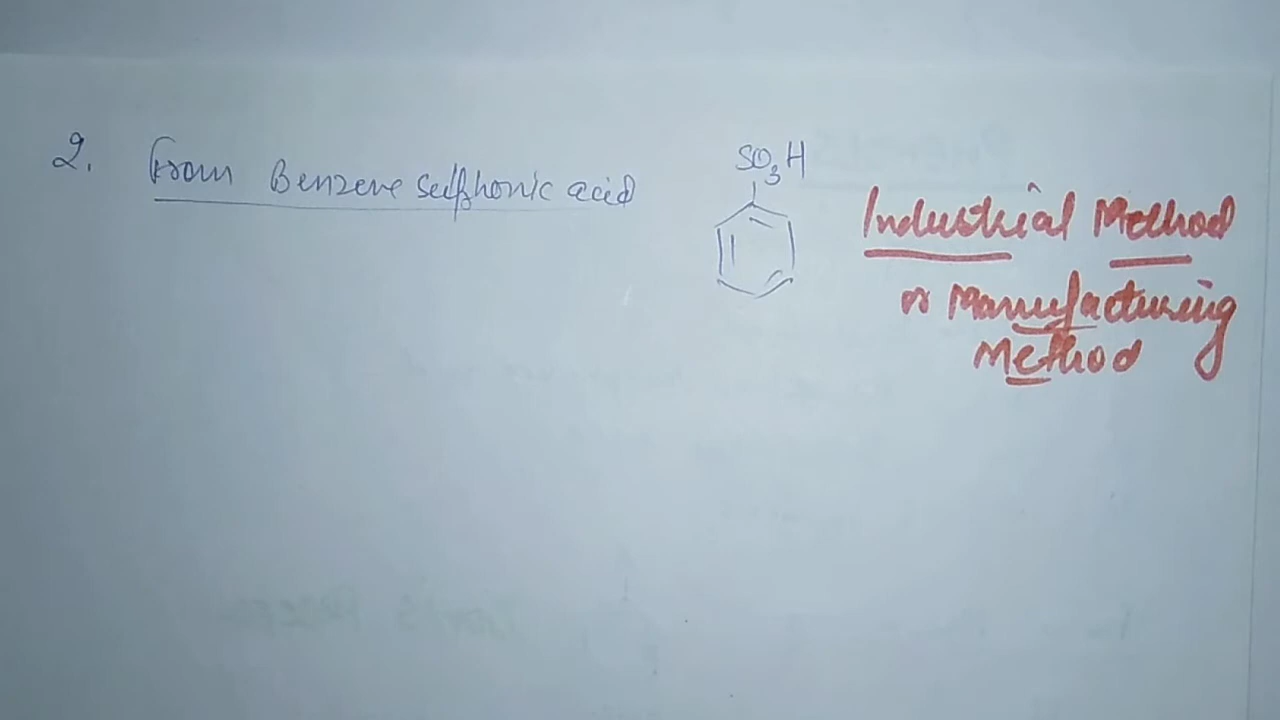 2. From Benzene Sulphonic acid
SO3H
Industrial Method
or Manufacturing
Method